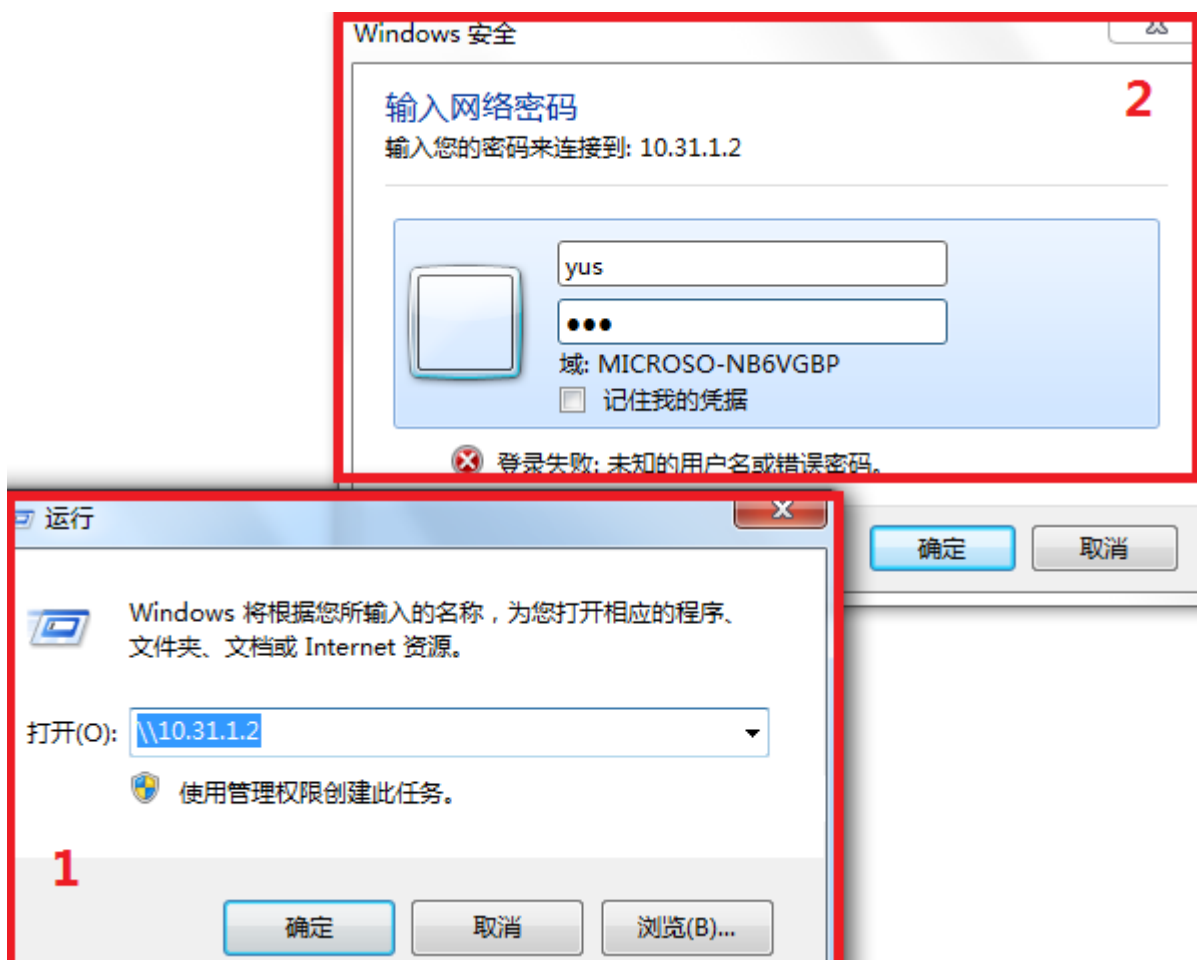 Windows 安全
2
输入网络密码
输入您的密码来连接到: 10.31.1.2
yus
●●●
域: MICROSO-NB6VGBP
记住我的凭据
登录失败: 未知的用户名或错误密码。
确定
取消
运行
Windows 将根据您所输入的名称，为您打开相应的程序、
文件夹、文档或 Internet 资源。
打开(O): \\10.31.1.2
使用管理权限创建此任务。
1
确定
取消
浏览(B)...